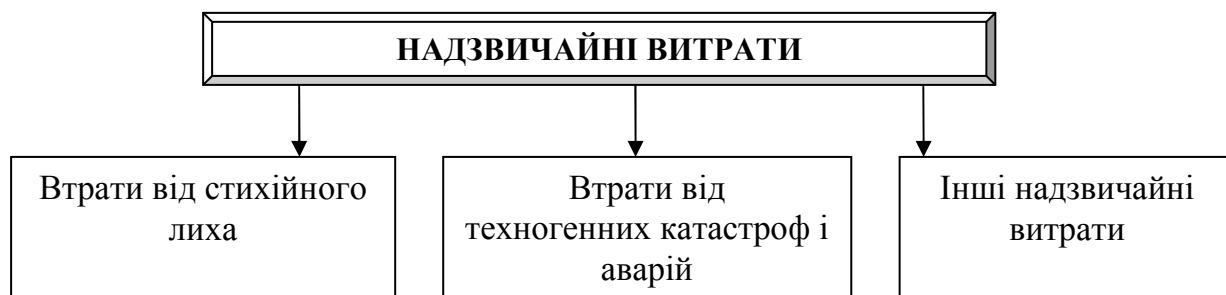 НАДЗВИЧАЙНІ ВИТРАТИ
Втрати від стихійного
лиха
Втрати від
техногенних катастроф і
аварій
Інші надзвичайні
витрати